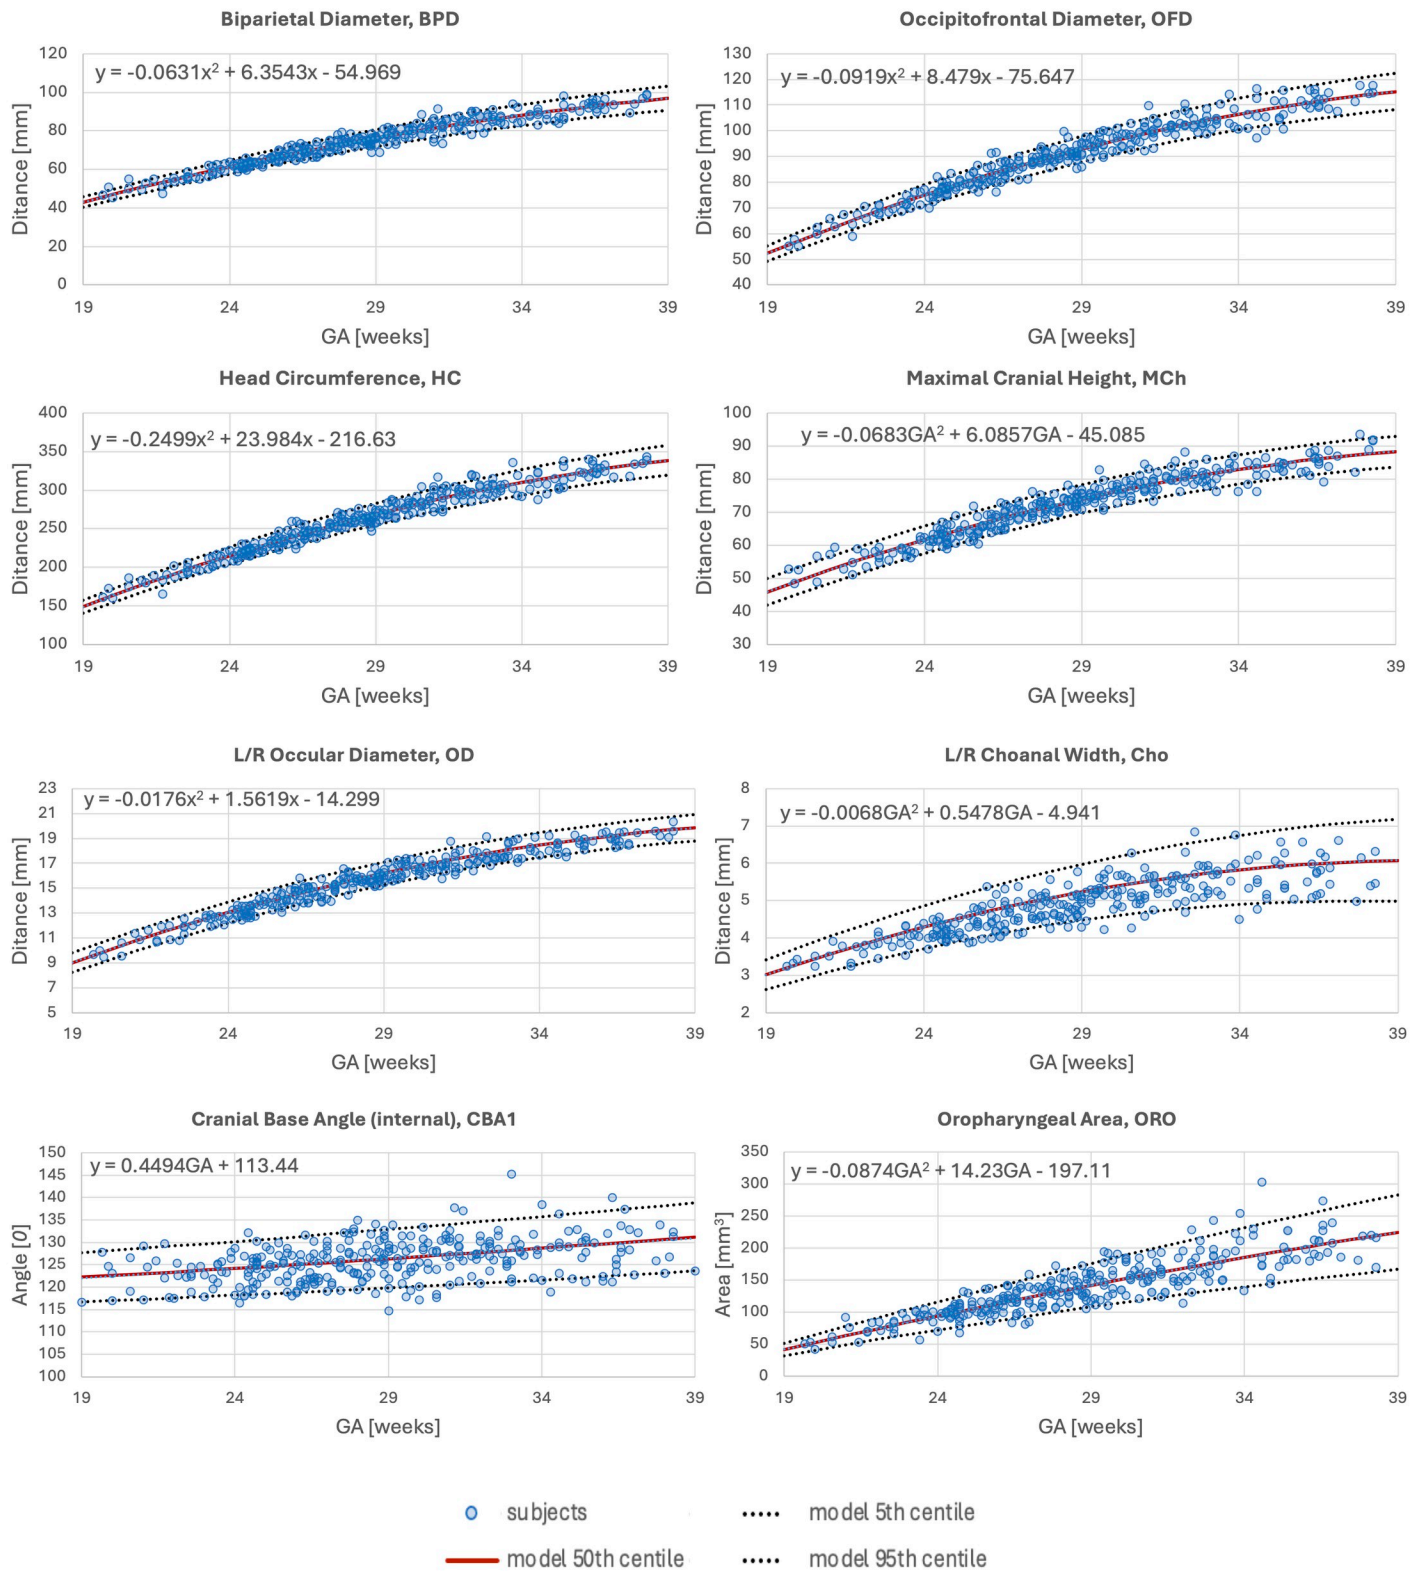 Biparietal Diameter, BPD
y = -0.0631x² + 6.3543x - 54.969
Ditance [mm]
120
100
80
60
40
20
0
19 24 29 34 39
GA [weeks]
Occipitofrontal Diameter, OFD
y = -0.0919x² + 8.479x - 75.647
Ditance [mm]
130
120
110
100
90
80
70
60
50
40
19 24 29 34 39
GA [weeks]
Head Circumference, HC
y = -0.2499x² + 23.984x - 216.63
Ditance [mm]
400
350
300
250
200
150
100
19 24 29 34 39
GA [weeks]
Maximal Cranial Height, MCh
y = -0.0683GA² + 6.0857GA - 45.085
Ditance [mm]
100
90
80
70
60
50
40
30
19 24 29 34 39
GA [weeks]
L/R Occular Diameter, OD
y = -0.0176x² + 1.5619x - 14.299
Ditance [mm]
23
21
19
17
15
13
11
9
7
5
19 24 29 34 39
GA [weeks]
L/R Choanal Width, Cho
y = -0.0068GA² + 0.5478GA - 4.941
Ditance [mm]
8
7
6
5
4
3
2
19 24 29 34 39
GA [weeks]
Cranial Base Angle (internal), CBA1
y = 0.4494GA + 113.44
Angle [0]
150
145
140
135
130
125
120
115
110
105
100
19 24 29 34 39
GA [weeks]
Oropharyngeal Area, ORO
y = -0.0874GA² + 14.23GA - 197.11
Area [mm³]
350
300
250
200
150
100
50
0
19 24 29 34 39
GA [weeks]
subjects
model 5th centile
model 50th centile
model 95th centile